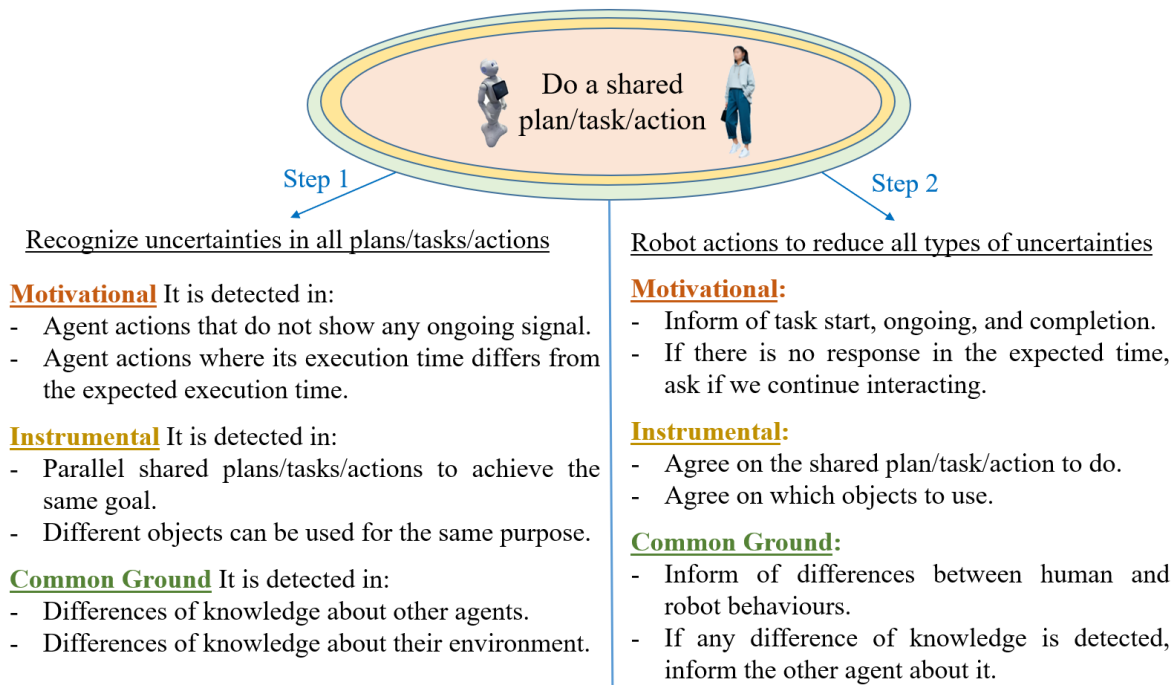 Do a shared
plan/task/action
Step 1
Step 2
Recognize uncertainties in all plans/tasks/actions
Motivational It is detected in:
- Agent actions that do not show any ongoing signal.
- Agent actions where its execution time differs from
the expected execution time.
Instrumental It is detected in:
- Parallel shared plans/tasks/actions to achieve the
same goal.
- Different objects can be used for the same purpose.
Common Ground It is detected in:
- Differences of knowledge about other agents.
- Differences of knowledge about their environment.
Robot actions to reduce all types of uncertainties
Motivational:
- Inform of task start, ongoing, and completion.
- If there is no response in the expected time,
ask if we continue interacting.
Instrumental:
- Agree on the shared plan/task/action to do.
- Agree on which objects to use.
Common Ground:
- Inform of differences between human and
robot behaviours.
- If any difference of knowledge is detected,
inform the other agent about it.